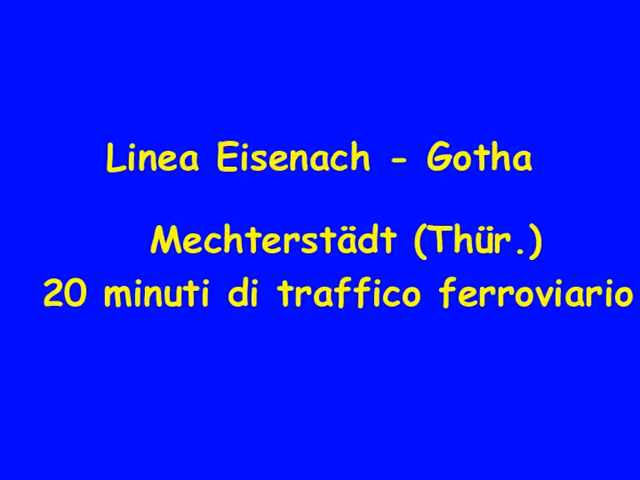 Linea Eisenach - Gotha
Mechterstädt (Thür.)
20 minuti di traffico ferroviario